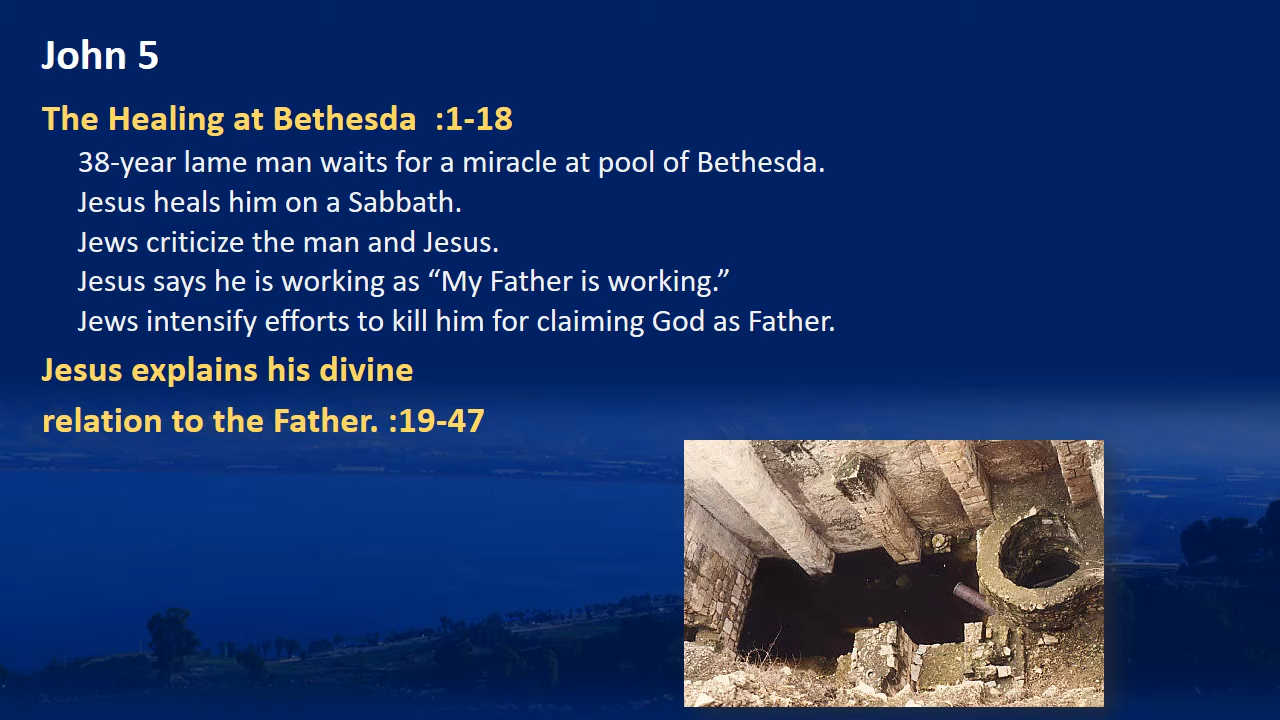 John 5
The Healing at Bethesda  :1-18
38-year lame man waits for a miracle at pool of Bethesda.
Jesus heals him on a Sabbath.
Jews criticize the man and Jesus.
Jesus says he is working as “My Father is working.”
Jews intensify efforts to kill him for claiming God as Father.
Jesus explains his divine
relation to the Father. :19-47